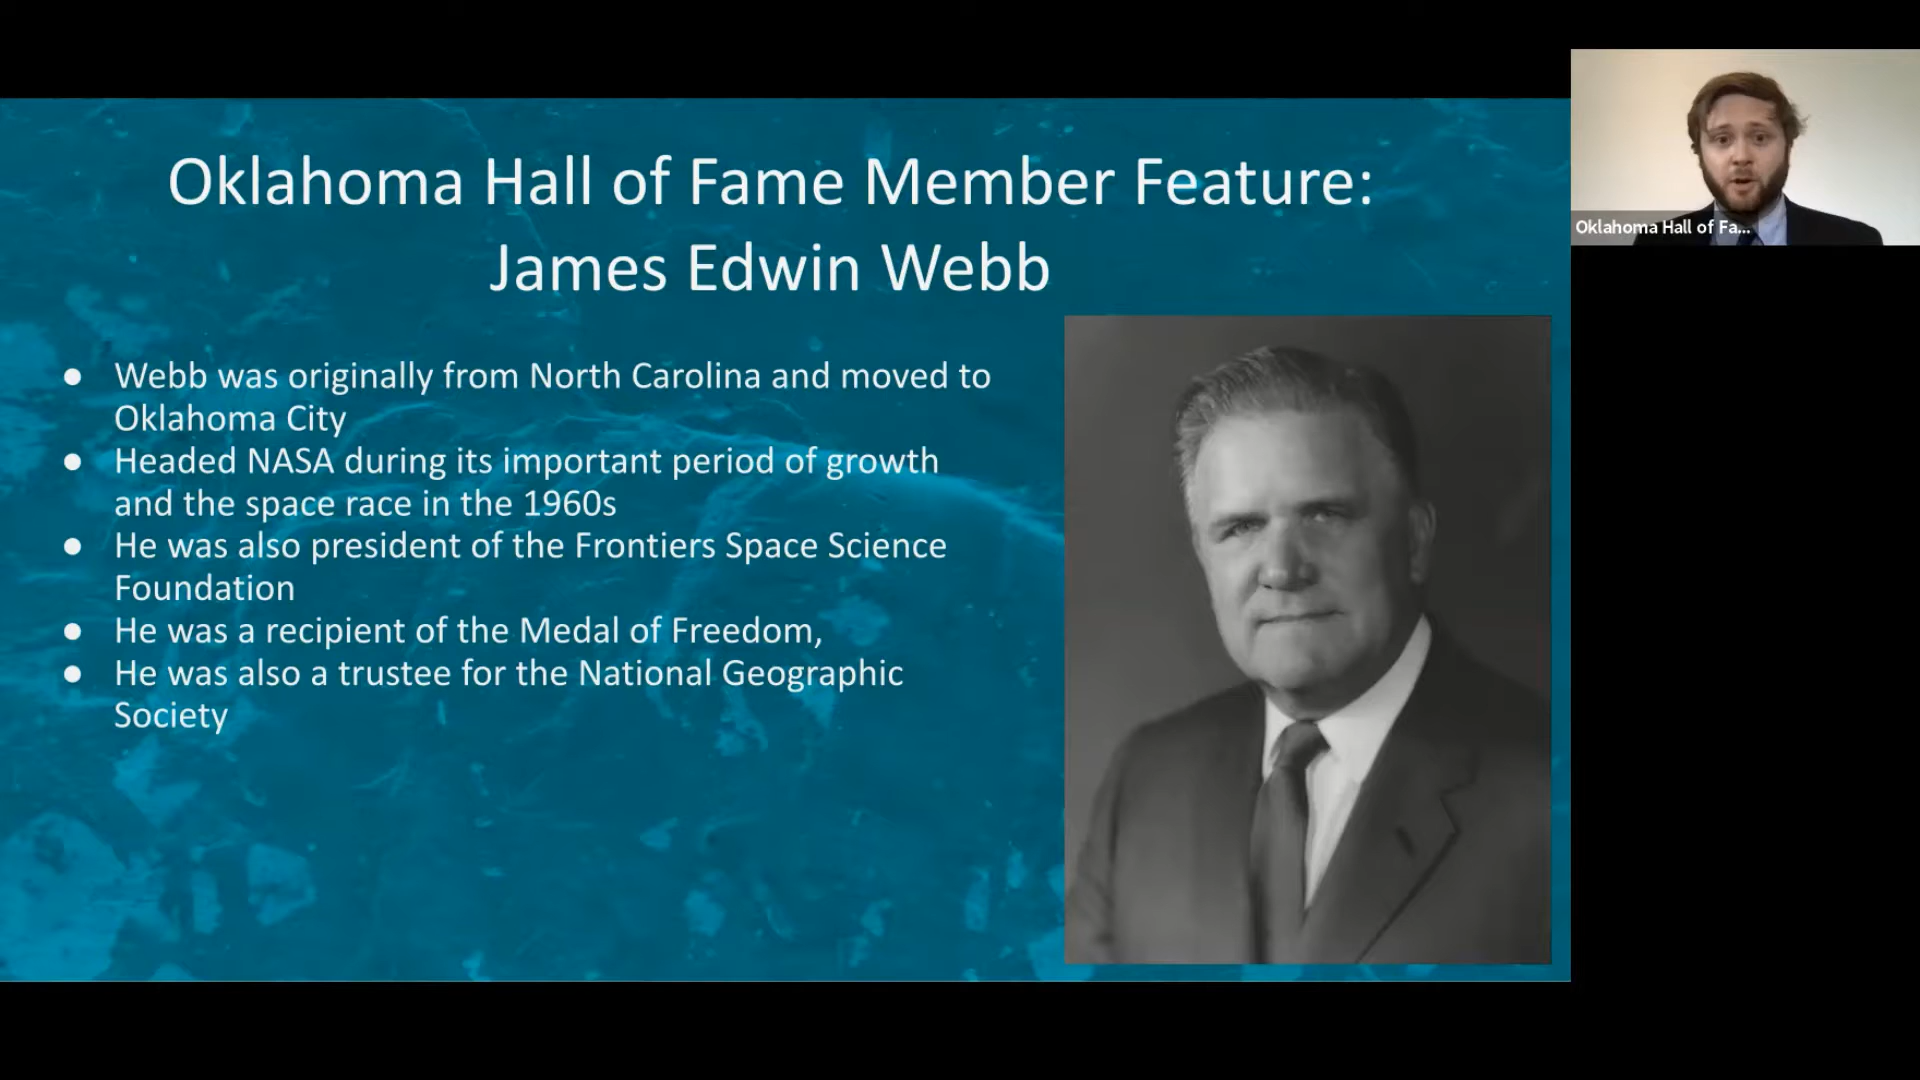 Oklahoma Hall of Fame Member Feature:
James Edwin Webb
● Webb was originally from North Carolina and moved to
Oklahoma City
● Headed NASA during its important period of growth
and the space race in the 1960s
● He was also president of the Frontiers Space Science
Foundation
● He was a recipient of the Medal of Freedom,
● He was also a trustee for the National Geographic
Society
Oklahoma Hall of Fa...